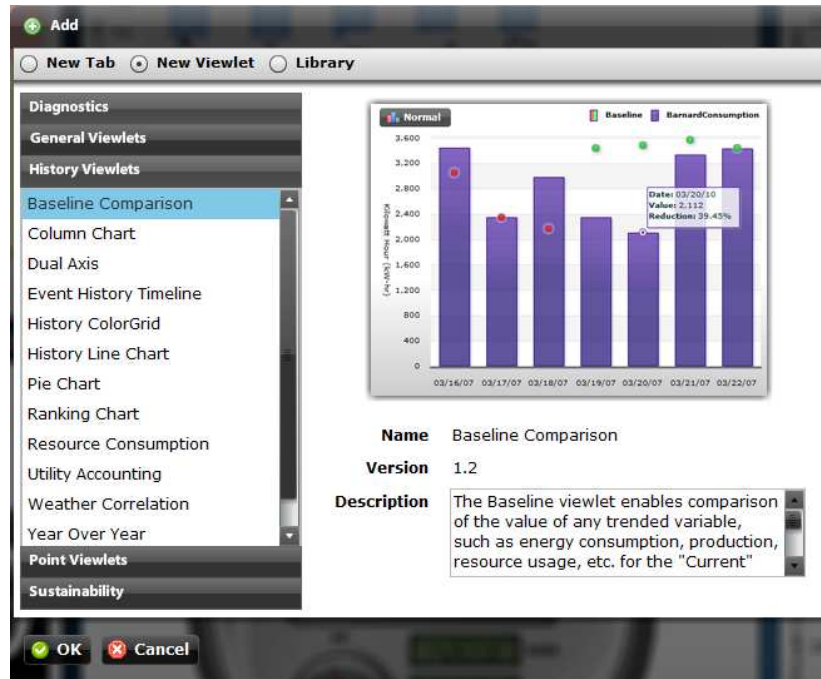 Add
New Tab New Viewlet Library
Diagnostics
General Viewlets
History Viewlets
Baseline Comparison
Column Chart
Dual Axis
Event History Timeline
History ColorGrid
History Line Chart
Pie Chart
Ranking Chart
Resource Consumption
Utility Accounting
Weather Correlation
Year Over Year
Point Viewlets
Sustainability
Normal
Baseline BarnardConsumption
3,600
3,200
2,800
2,400
2,000
1,600
1,200
800
400
0
Kilowatt Hour (kW-hr)
Date: 03/20/10
Value: 2,112
Reduction: 39.45%
03/16/07 03/17/07 03/18/07 03/19/07 03/20/07 03/21/07 03/22/07
Name Baseline Comparison
Version 1.2
Description The Baseline viewlet enables comparison
of the value of any trended variable,
such as energy consumption, production,
resource usage, etc. for the "Current"
OK Cancel